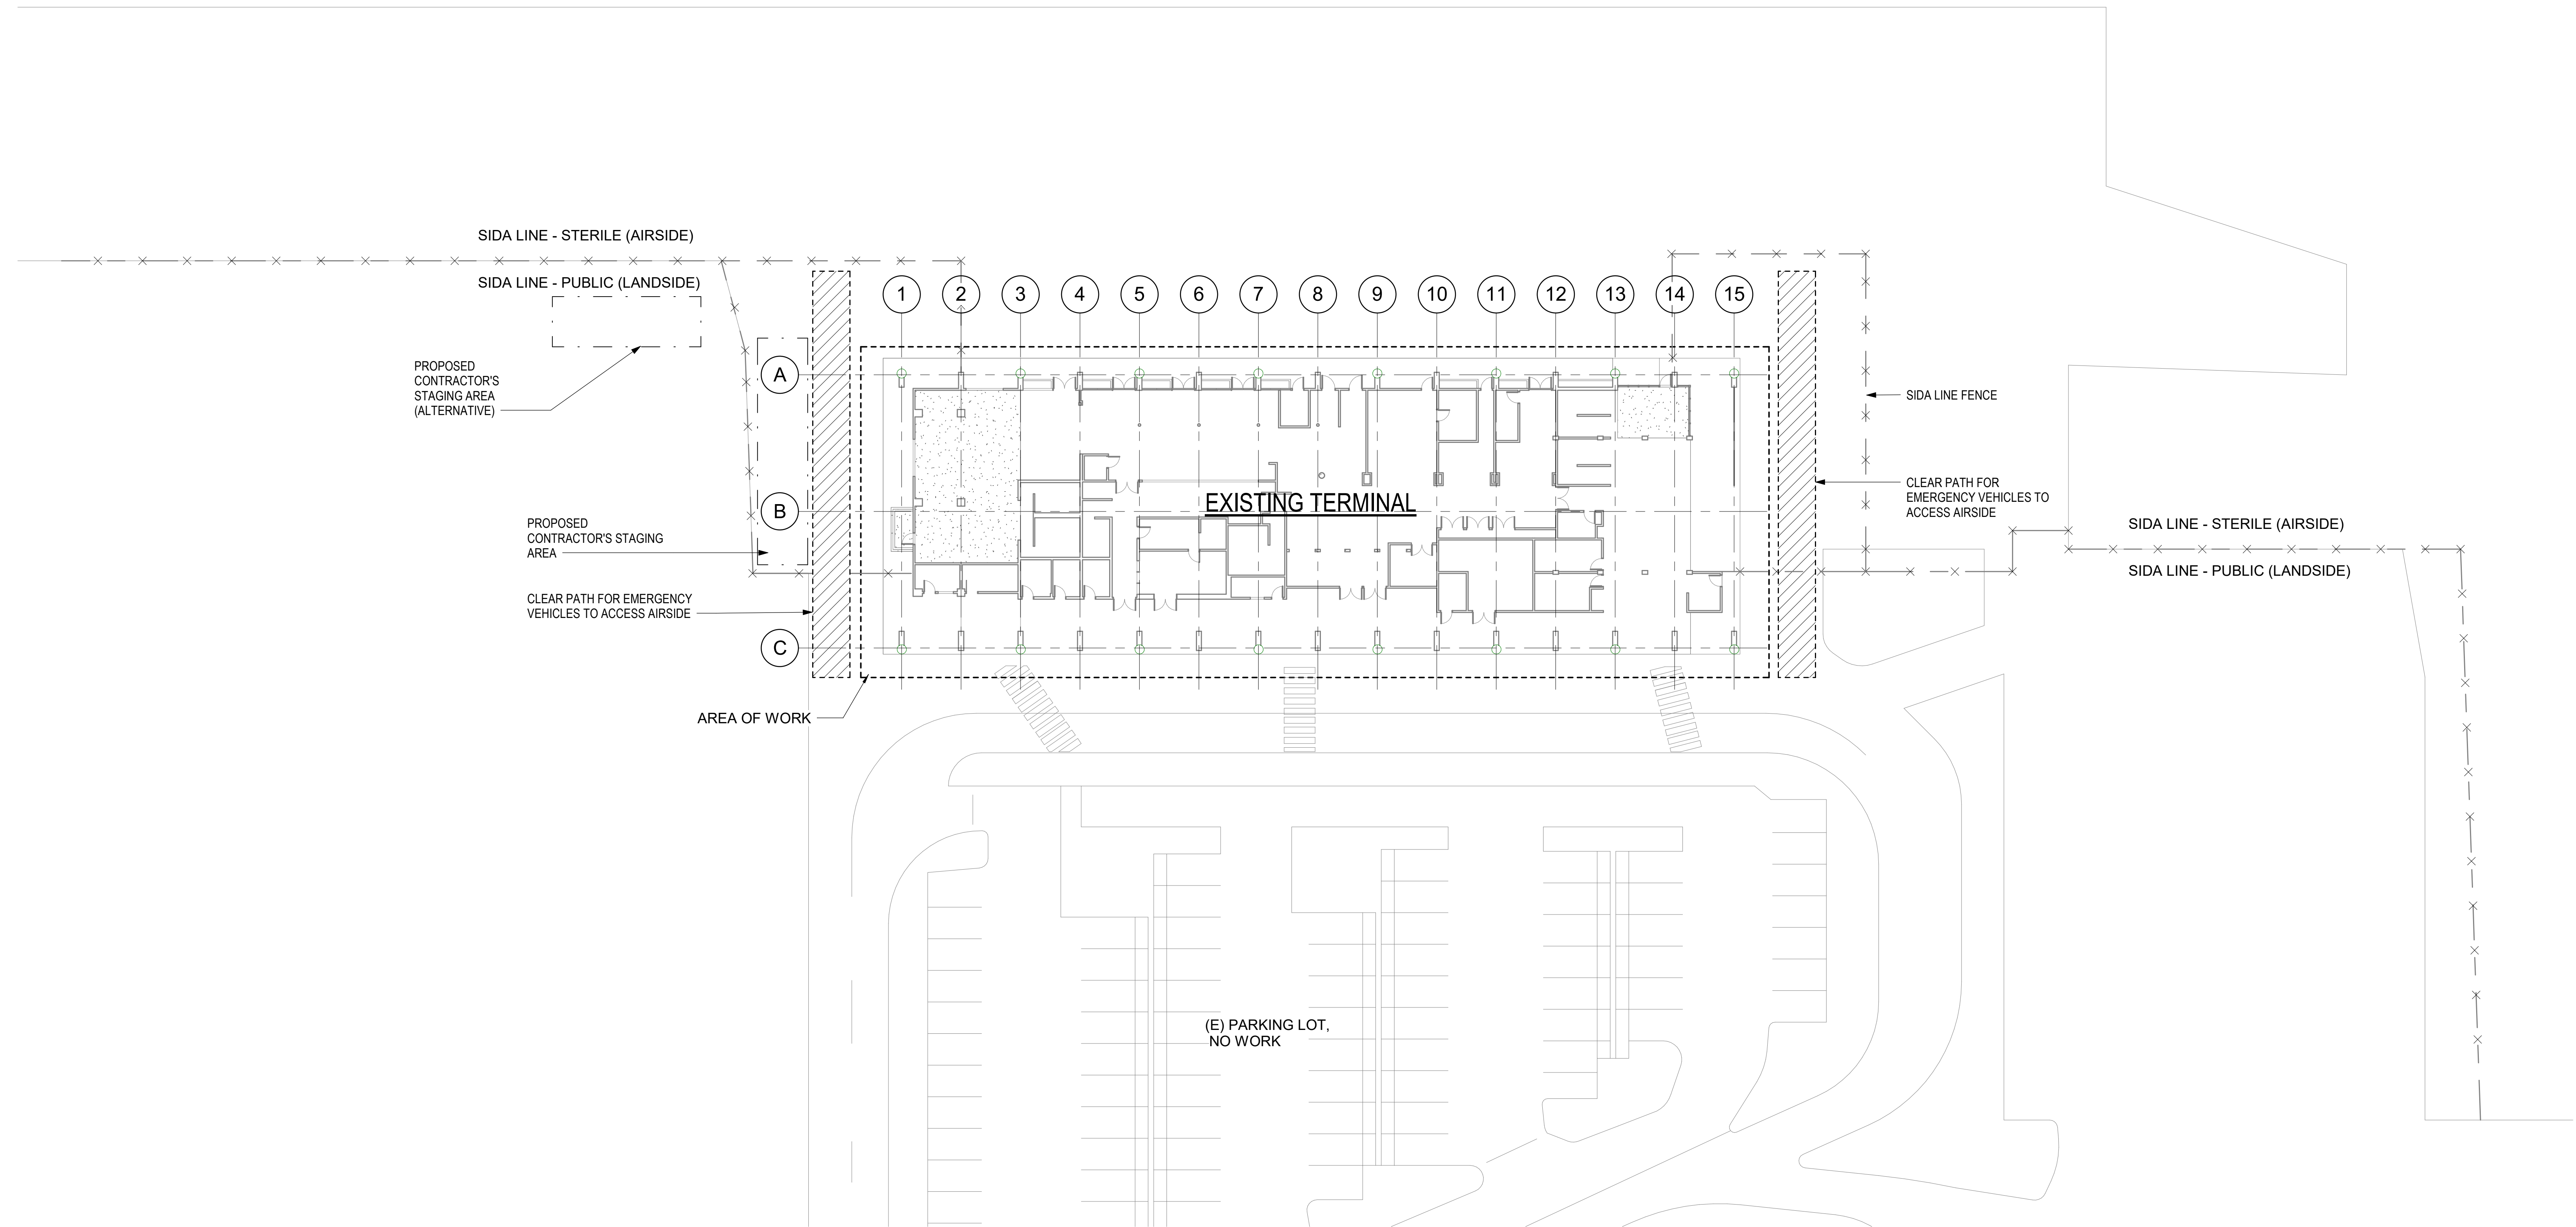 SIDA LINE - STERILE (AIRSIDE)
SIDA LINE - PUBLIC (LANDSIDE)
1
2
3
4
5
6
7
8
9
10
11
12
13
14
15
PROPOSED
CONTRACTOR'S
STAGING AREA
(ALTERNATIVE)
A
SIDA LINE FENCE
B
EXISTING TERMINAL
CLEAR PATH FOR
EMERGENCY VEHICLES TO
ACCESS AIRSIDE
PROPOSED
CONTRACTOR'S STAGING
AREA
SIDA LINE - STERILE (AIRSIDE)
SIDA LINE - PUBLIC (LANDSIDE)
CLEAR PATH FOR EMERGENCY
VEHICLES TO ACCESS AIRSIDE
C
AREA OF WORK
(E) PARKING LOT,
NO WORK